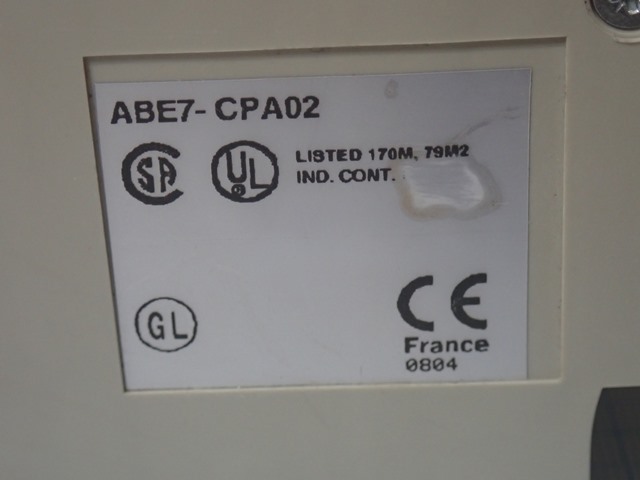 ABE7-CPA02
CSA
UL
®
LISTED 170M, 79M2
IND. CONT.
GL
CE
France
0804